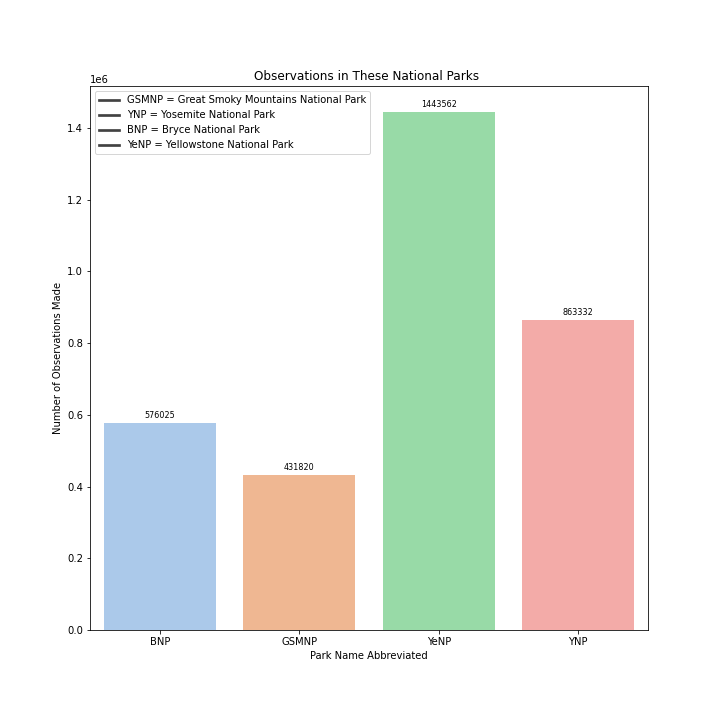 Observations in These National Parks
1e6
GSMNP = Great Smoky Mountains National Park
YNP = Yosemite National Park
BNP = Bryce National Park
YeNP = Yellowstone National Park
1443562
863332
576025
431820
1.4
1.2
1.0
0.8
0.6
0.4
0.2
0.0
Number of Observations Made
BNP GSMNP YeNP YNP
Park Name Abbreviated